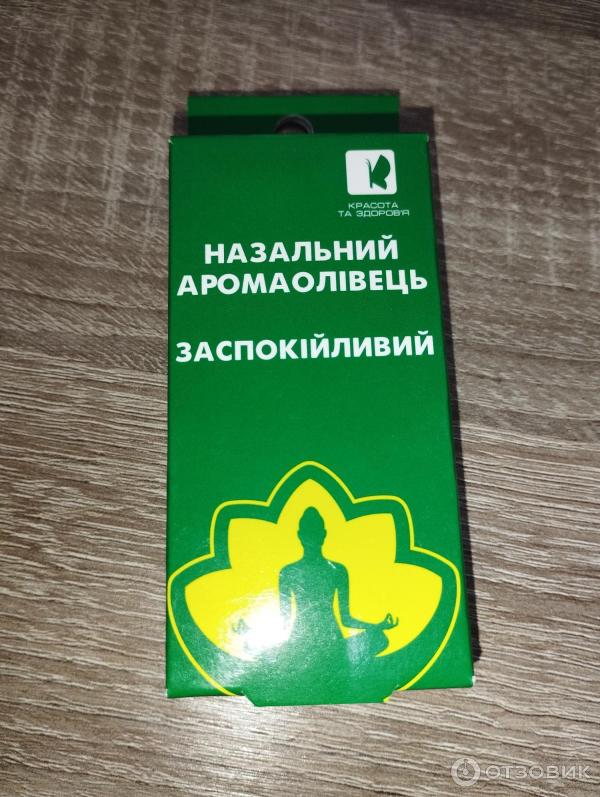 КРАСОТА
ТА ЗДОРОВ'Я
НАЗАЛЬНИЙ
АРОМАОЛІВЕЦЬ
ЗАСПОКІЙЛИВИЙ
ОТЗОВИК